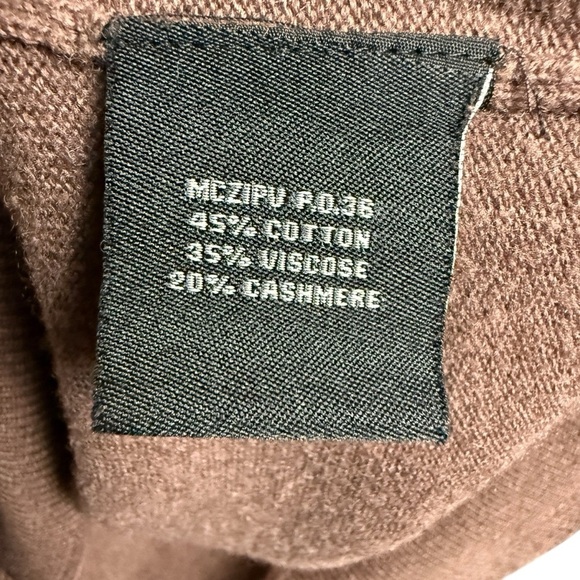 MCZIPU P.O.36
45% COTTON
35% VISCOSE
20% CASHMERE